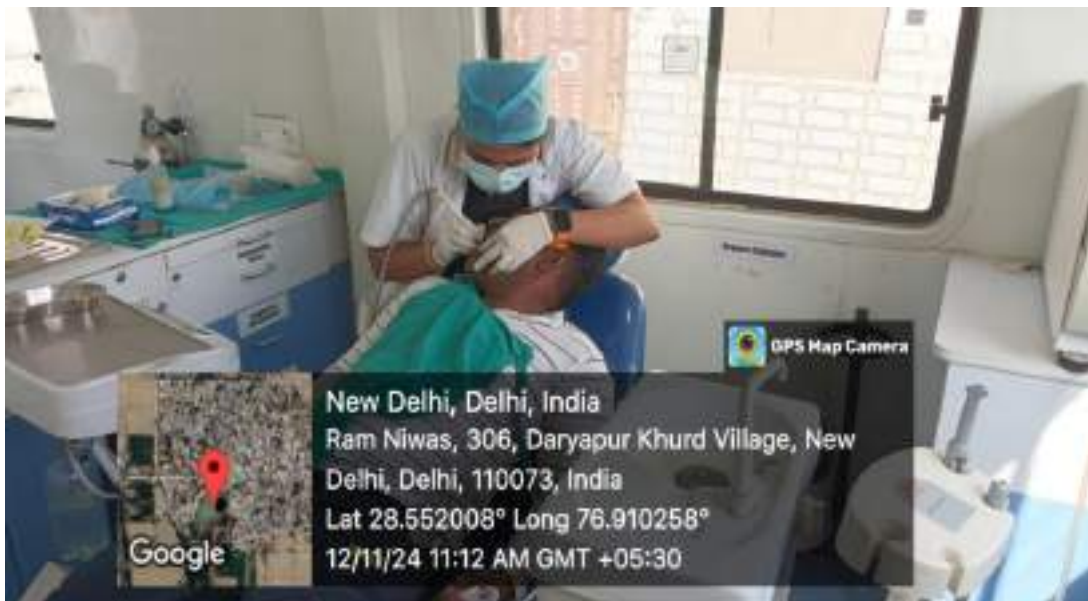 GPS Map Camera
New Delhi, Delhi, India
Ram Niwas, 306, Daryapur Khurd Village, New
Delhi, Delhi, 110073, India
Lat 28.552008° Long 76.910258°
12/11/24 11:12 AM GMT +05:30
Google